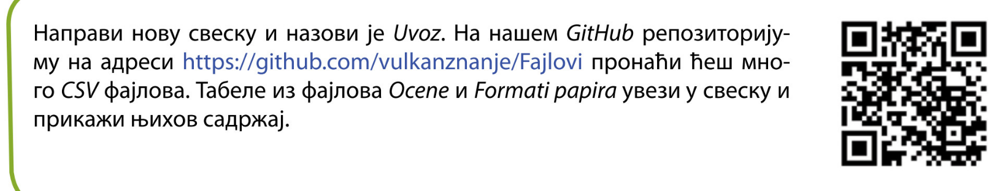 Направи нову свеску и назови је Uvoz. На нашем GitHub репозиторију-
му на адреси https://github.com/vulkanznanje/Fajlovi пронаћи ћеш мно-
го CSV фајлова. Табеле из фајлова Ocene и Formati papira увези у свеску и
прикажи њихов садржај.